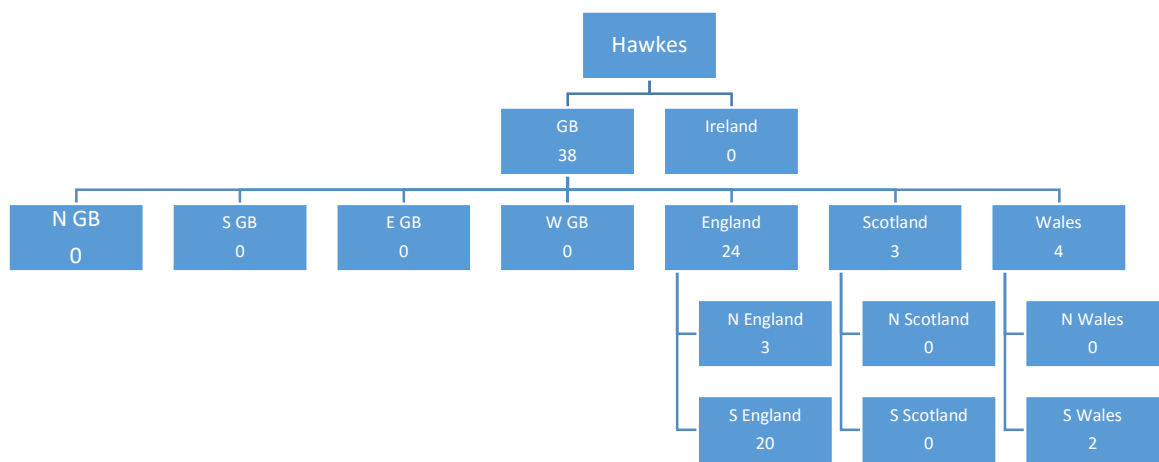 Hawkes
GB
38
Ireland
0
N GB
0
S GB
0
E GB
0
W GB
0
England
24
Scotland
3
Wales
4
N England
3
N Scotland
0
N Wales
0
S England
20
S Scotland
0
S Wales
2